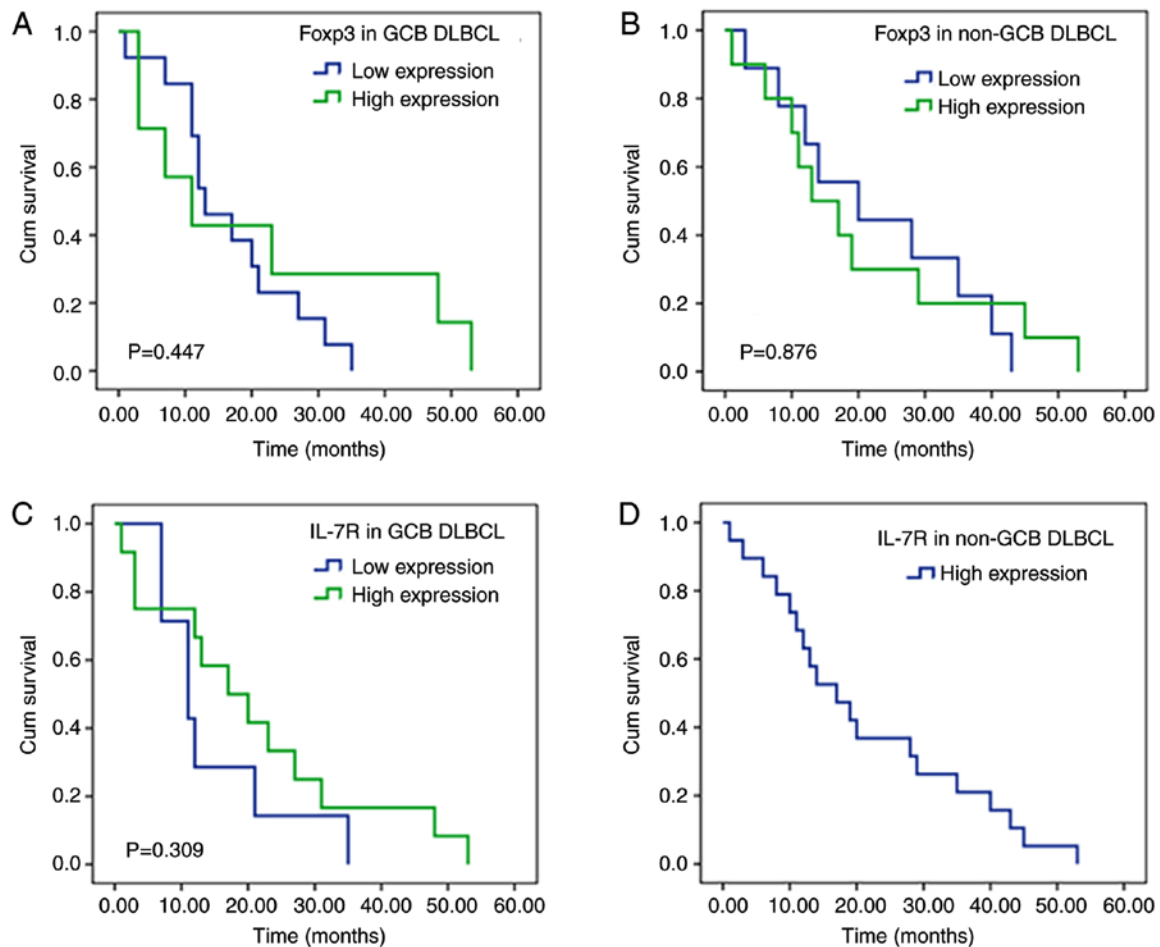 A
Foxp3 in GCB DLBCL
Low expression
High expression
1.0
0.8
0.6
0.4
0.2
0.0
Cum survival
P=0.447
0.00 10.00 20.00 30.00 40.00 50.00 60.00
Time (months)
B
Foxp3 in non-GCB DLBCL
Low expression
High expression
1.0
0.8
0.6
0.4
0.2
0.0
Cum survival
P=0.876
0.00 10.00 20.00 30.00 40.00 50.00 60.00
Time (months)
C
IL-7R in GCB DLBCL
Low expression
High expression
1.0
0.8
0.6
0.4
0.2
0.0
Cum survival
P=0.309
0.00 10.00 20.00 30.00 40.00 50.00 60.00
Time (months)
D
IL-7R in non-GCB DLBCL
High expression
1.0
0.8
0.6
0.4
0.2
0.0
Cum survival
0.00 10.00 20.00 30.00 40.00 50.00 60.00
Time (months)